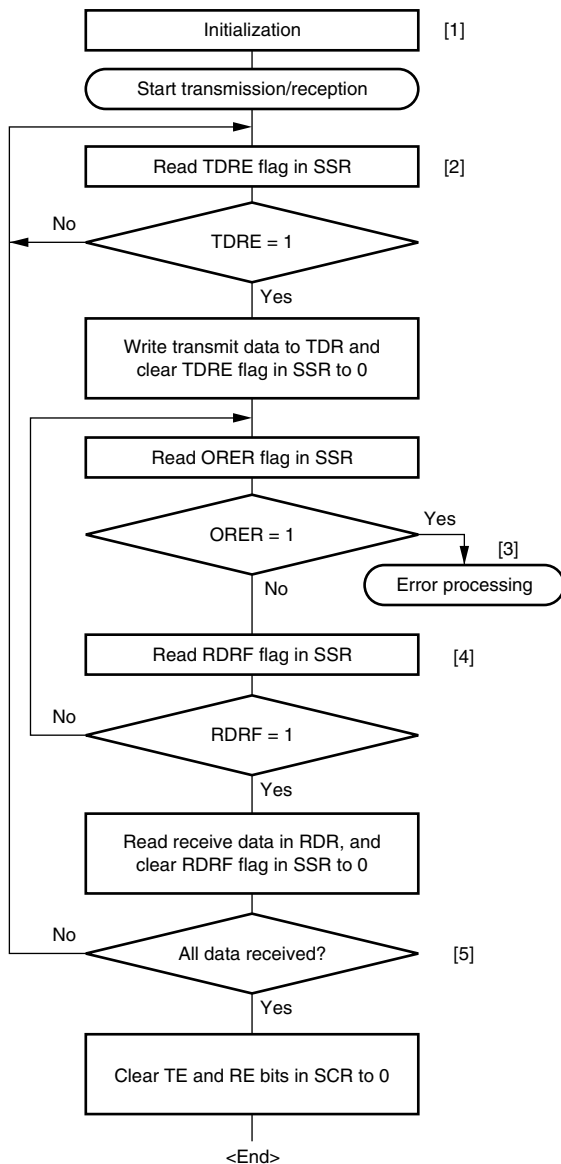 Initialization
[1]
Start transmission/reception
Read TDRE flag in SSR
[2]
No
TDRE = 1
Yes
Write transmit data to TDR and
clear TDRE flag in SSR to 0
Read ORER flag in SSR
Yes
ORER = 1
[3]
No
Error processing
Read RDRF flag in SSR
[4]
No
RDRF = 1
Yes
Read receive data in RDR, and
clear RDRF flag in SSR to 0
No
All data received?
[5]
Yes
Clear TE and RE bits in SCR to 0
<End>